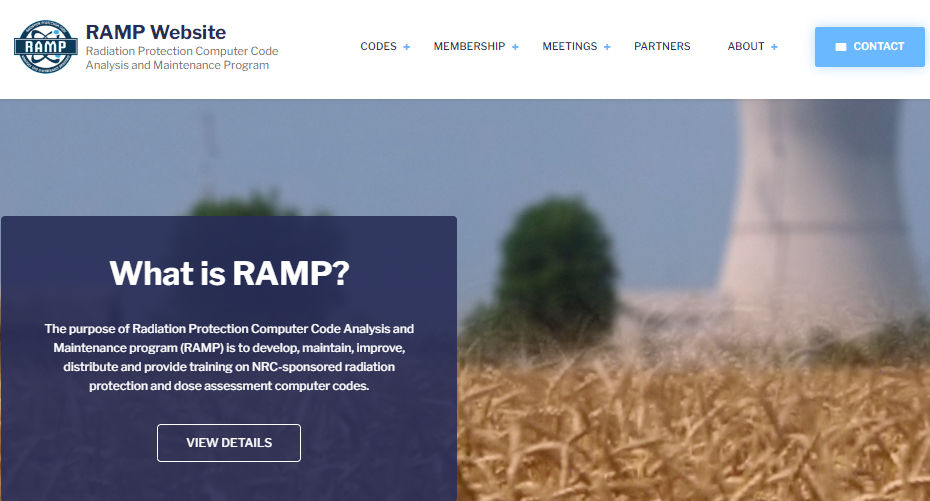 RAMP
RAMP Website
Radiation Protection Computer Code
Analysis and Maintenance Program
CODES +
MEMBERSHIP +
MEETINGS +
PARTNERS
ABOUT +
CONTACT
What is RAMP?
The purpose of Radiation Protection Computer Code Analysis and
Maintenance program (RAMP) is to develop, maintain, improve,
distribute and provide training on NRC-sponsored radiation
protection and dose assessment computer codes.
VIEW DETAILS